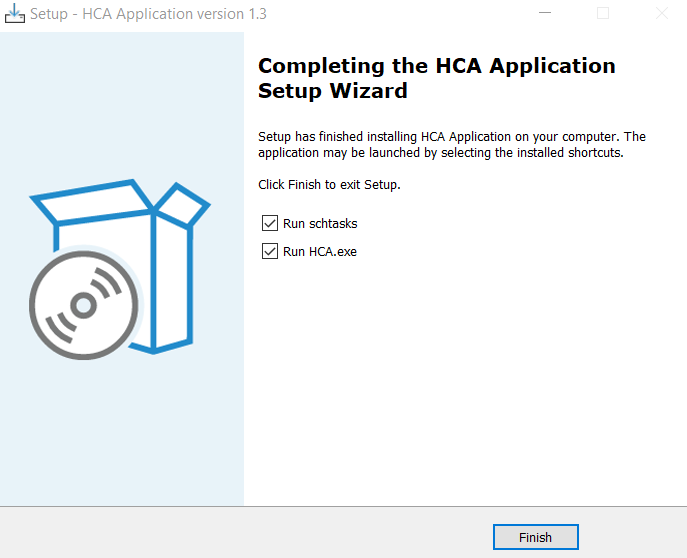 Setup - HCA Application version 1.3
Completing the HCA Application
Setup Wizard
Setup has finished installing HCA Application on your computer. The
application may be launched by selecting the installed shortcuts.
Click Finish to exit Setup.
Run schtasks
Run HCA.exe
Finish